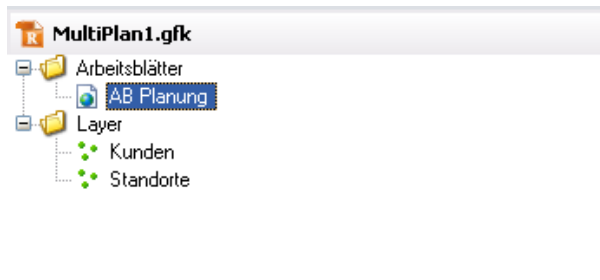 MultiPlan1.gfk
Arbeitsblätter
AB Planung
Layer
Kunden
Standorte